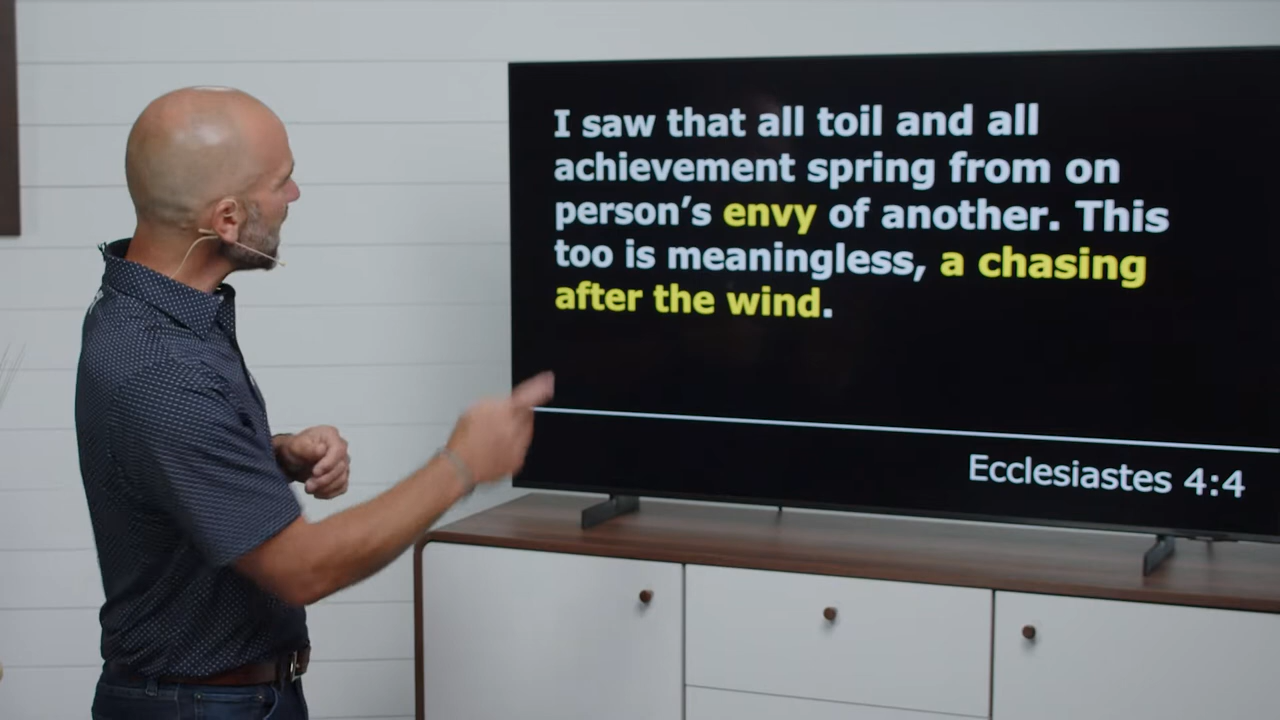 I saw that all toil and all
achievement spring from on
person’s envy of another. This
too is meaningless, a chasing
after the wind.
Ecclesiastes 4:4